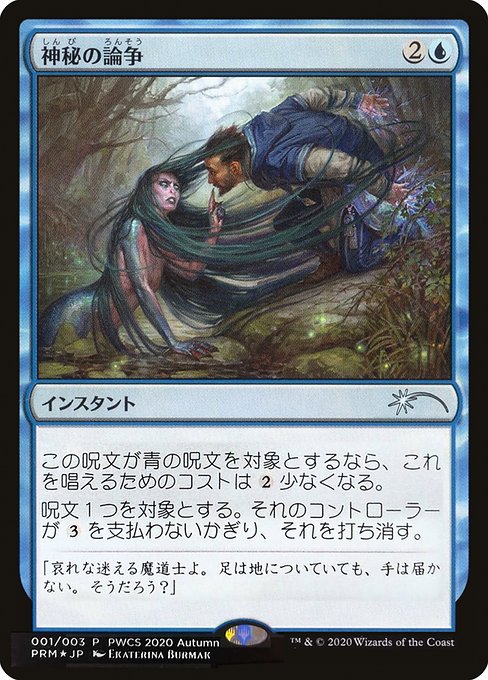 しんぴ ろんそう
神秘の論争 2
インスタント
この呪文が青の呪文を対象とするなら、これ
を唱えるためのコストは 2 少なくなる。
呪文1つを対象とする。それのコントローラー
が 3 を支払わないかぎり、それを打ち消す。
「哀れな迷える魔道士よ。足は地についていても、手は届か
ない。そうだろう?」
001/003 P PWCS 2020 Autumn ™ & © 2020 Wizards of the Coast
PRM★JP Ekaterina Burmak